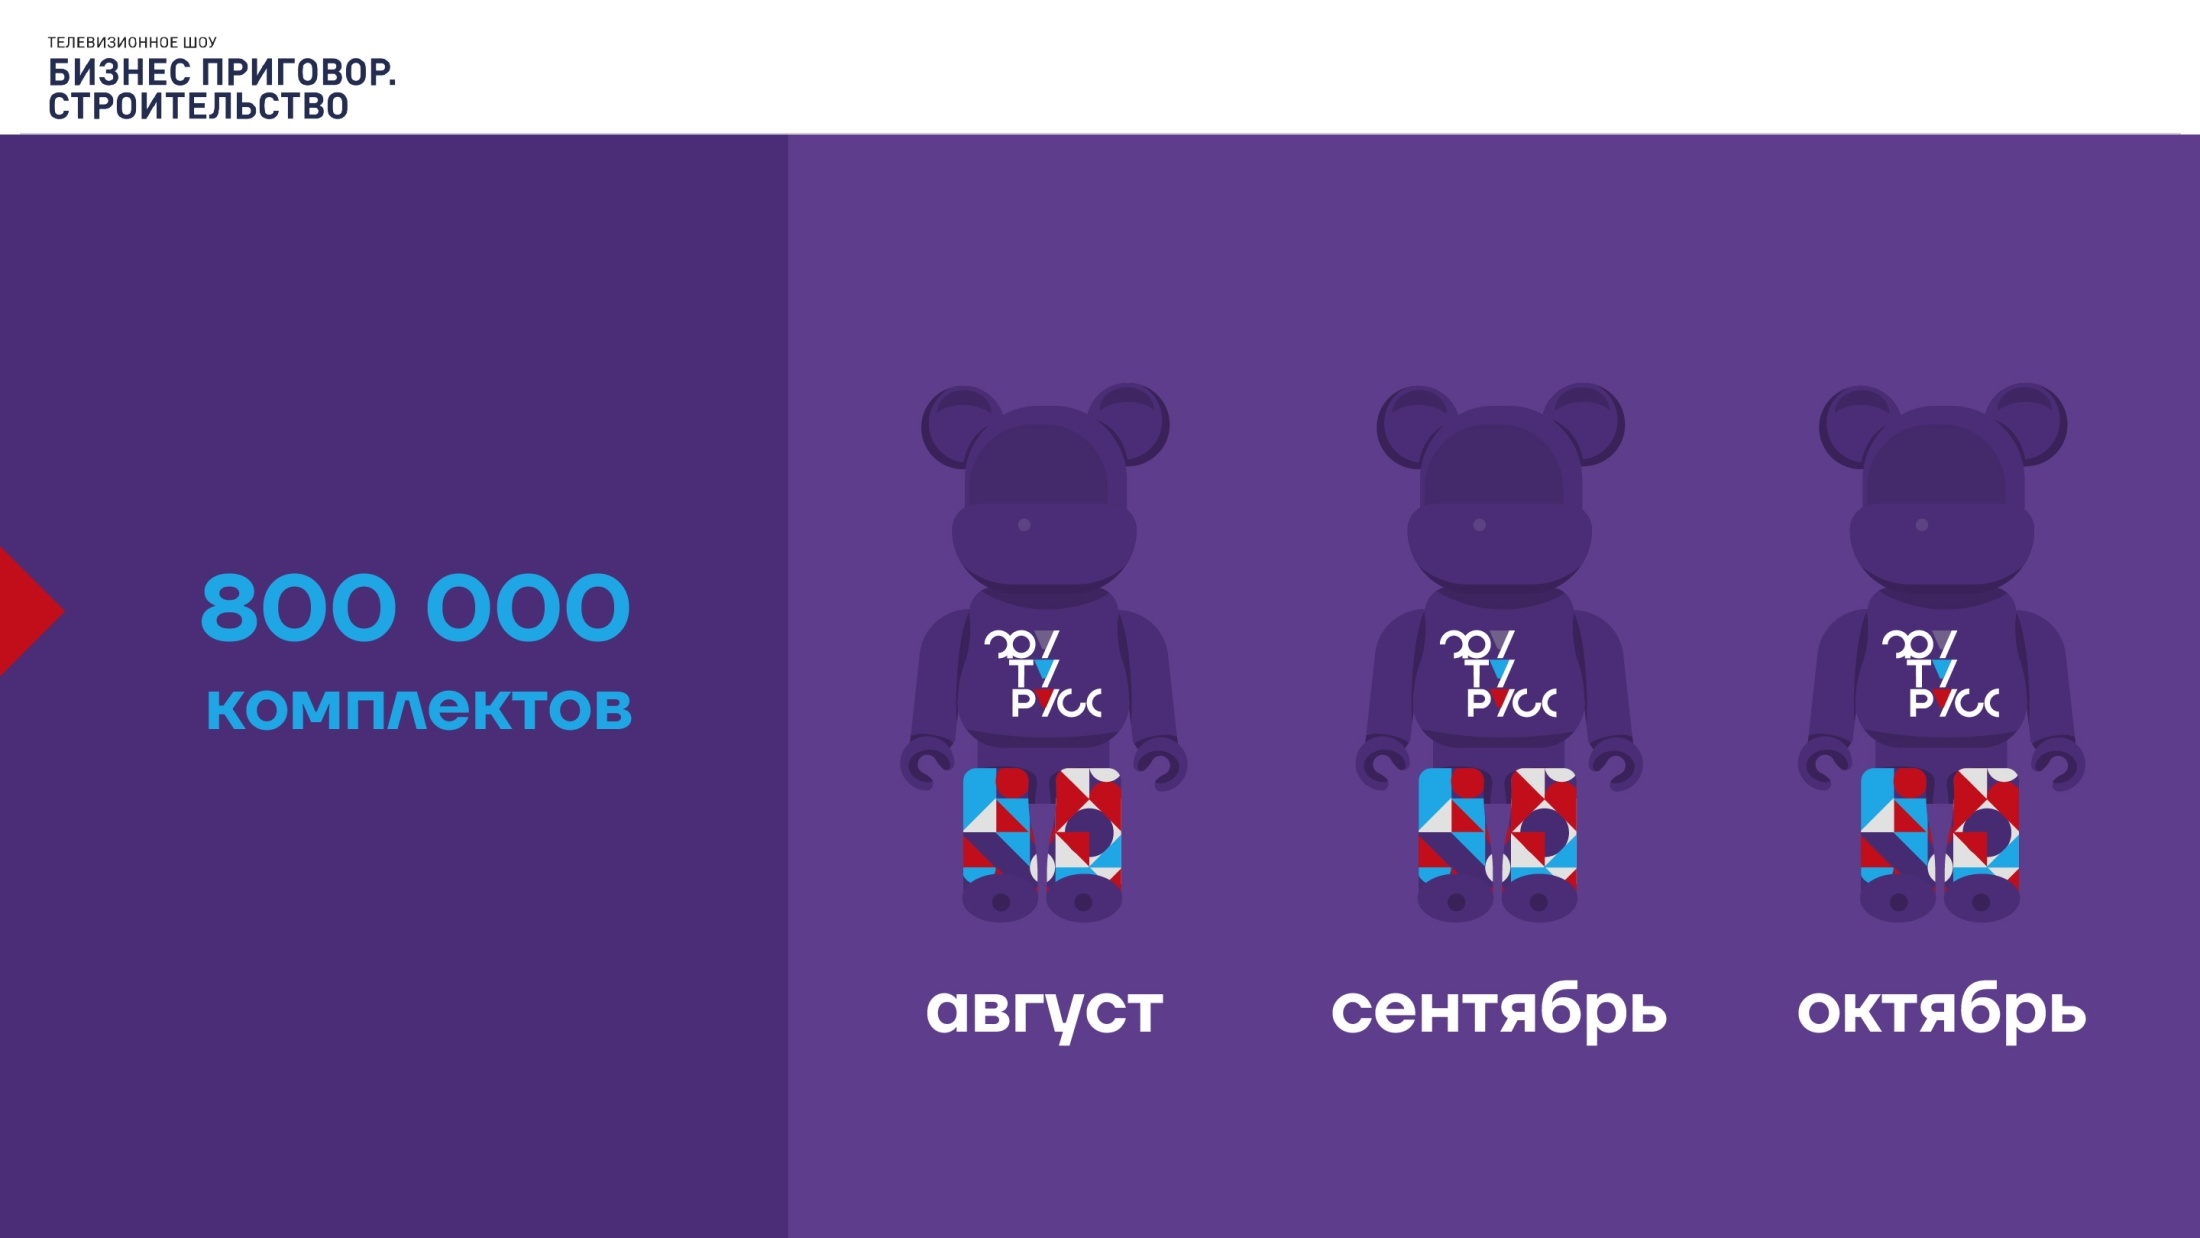 ТЕЛЕВИЗИОННОЕ ШОУ
БИЗНЕС ПРИГОВОР.
СТРОИТЕЛЬСТВО
800 000
комплектов
август
сентябрь
октябрь